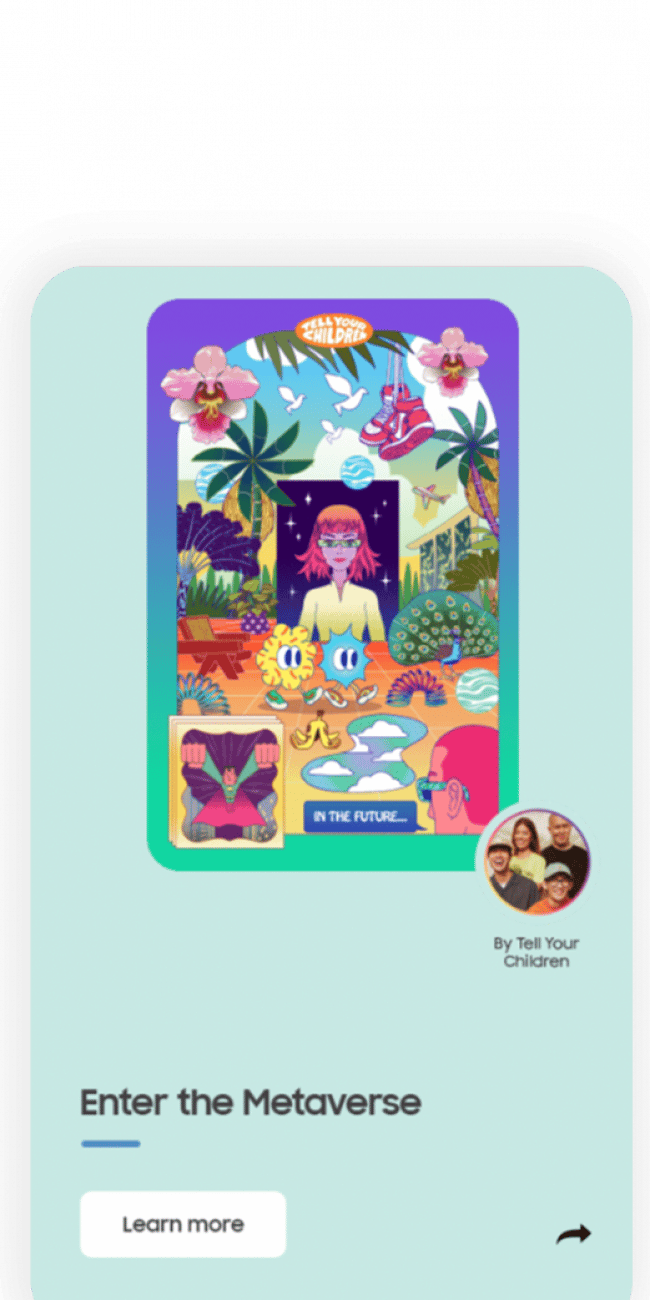 TELL YOUR
CHILDREN
IN THE FUTURE...
By Tell Your
Children
Enter the Metaverse
Learn more